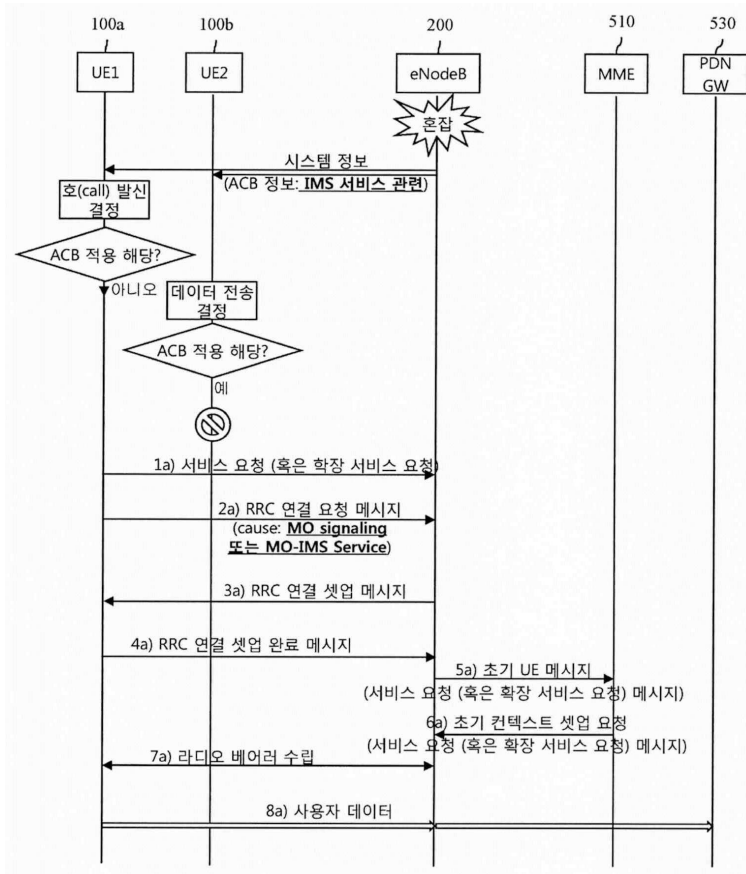 100a 100b 200 510 530
UE1 UE2 eNodeB MME PDN
GW
혼잡
시스템 정보
(ACB 정보: IMS 서비스 관련)
호(call) 발신
결정
ACB 적용 해당?
아니오
데이터 전송
결정
ACB 적용 해당?
예
1a) 서비스 요청 (혹은 확장 서비스 요청)
2a) RRC 연결 요청 메시지
(cause: MO signaling
또는 MO-IMS Service)
3a) RRC 연결 셋업 메시지
4a) RRC 연결 셋업 완료 메시지
5a) 초기 UE 메시지
(서비스 요청 (혹은 확장 서비스 요청) 메시지)
6a) 초기 컨텍스트 셋업 요청
(서비스 요청 (혹은 확장 서비스 요청) 메시지)
7a) 라디오 베어러 수립
8a) 사용자 데이터